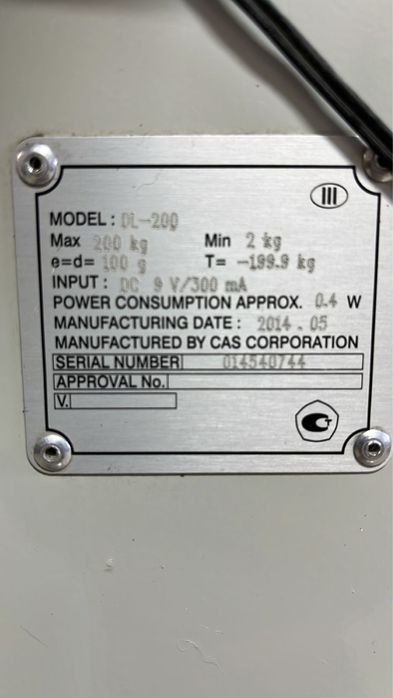 III
MODEL : DL-200
Max 200 kg Min 2 kg
e=d= 100 g T= -199.9 kg
INPUT : DC 9 V/300 mA
POWER CONSUMPTION APPROX. 0.4 W
MANUFACTURING DATE : 2014 . 05
MANUFACTURED BY CAS CORPORATION
SERIAL NUMBER 014540744
APPROVAL No.
V.